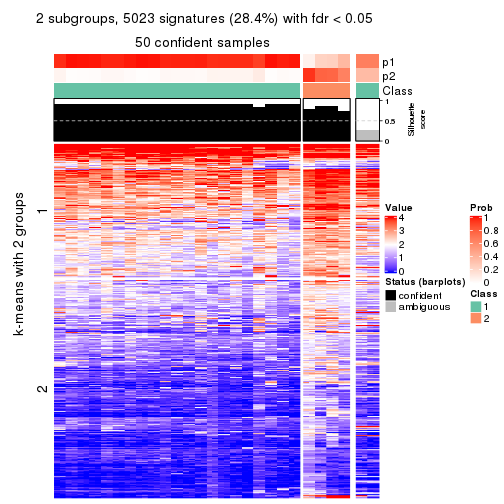 2 subgroups, 5023 signatures (28.4%) with fdr < 0.05
50 confident samples
p1
p2
Class
1
0.5
0
Silhouette
score
k-means with 2 groups
1
2
Value
4
3
2
1
0
Status (barplots)
confident
ambiguous
Prob
1
0.8
0.6
0.4
0.2
0
Class
1
2